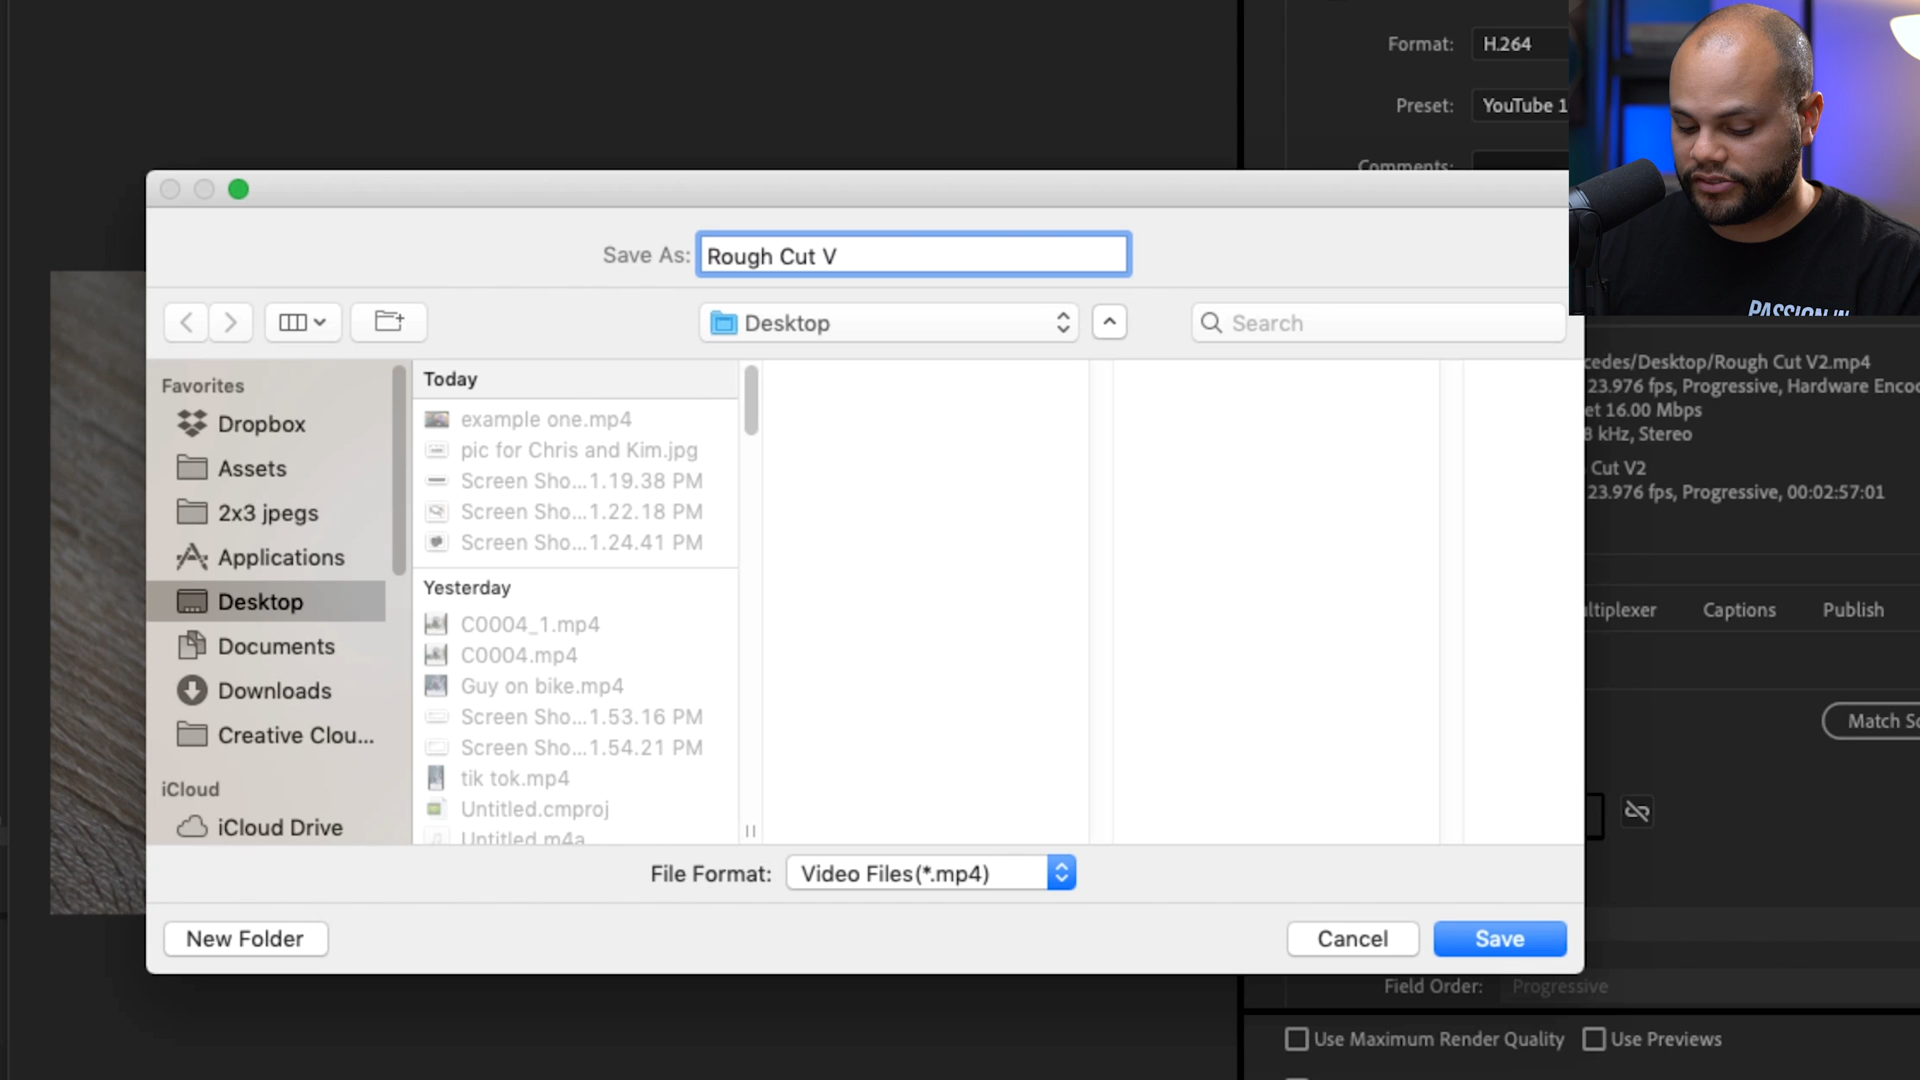 Format:
H.264
Preset:
YouTube 1
Comments:
Save As:
Rough Cut V
Desktop
Search
PASSION IN
Favorites
Dropbox
Assets
2x3 jpegs
Applications
Desktop
Documents
Downloads
Creative Clou...
iCloud
iCloud Drive
Today
example one.mp4
pic for Chris and Kim.jpg
Screen Sho...1.19.38 PM
Screen Sho...1.22.18 PM
Screen Sho...1.24.41 PM
Yesterday
C0004_1.mp4
C0004.mp4
Guy on bike.mp4
Screen Sho...1.53.16 PM
Screen Sho...1.54.21 PM
tik tok.mp4
Untitled.cmproj
Untitled.m4a
cedes/Desktop/Rough Cut V2.mp4
23.976 fps, Progressive, Hardware Enco
et 16.00 Mbps
8 kHz, Stereo
Cut V2
23.976 fps, Progressive, 00:02:57:01
ltiplexer
Captions
Publish
Match So
File Format:
Video Files(*.mp4)
New Folder
Cancel
Save
Field Order:
Progressive
Use Maximum Render Quality
Use Previews